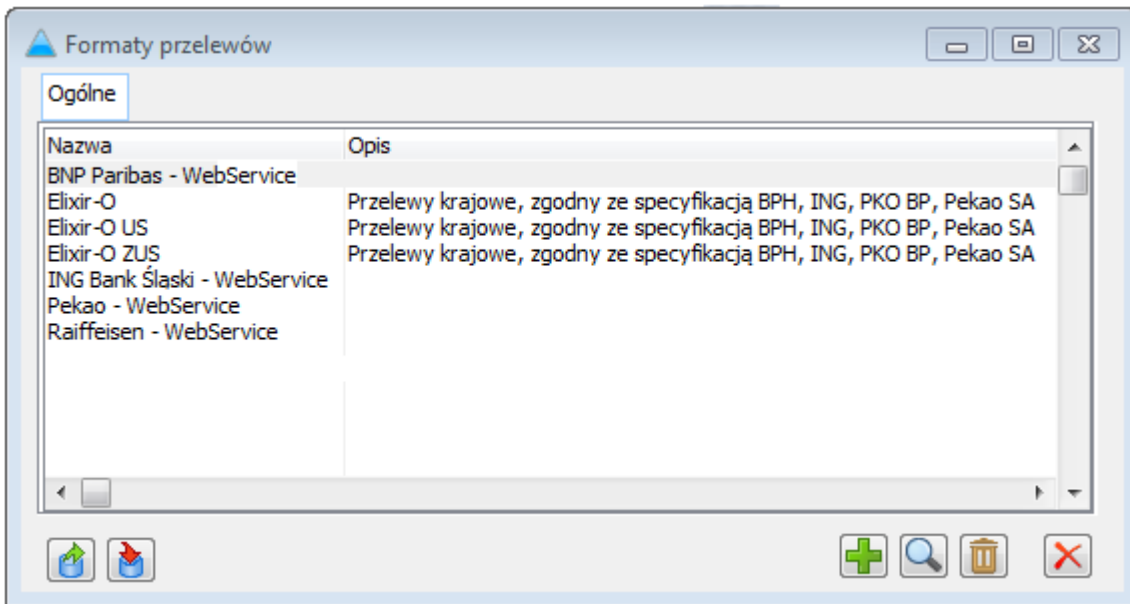 Formaty przelewów
Ogólne
Nazwa Opis
BNP Paribas - WebService
Elixir-O Przelewy krajowe, zgodny ze specyfikacją BPH, ING, PKO BP, Pekao SA
Elixir-O US Przelewy krajowe, zgodny ze specyfikacją BPH, ING, PKO BP, Pekao SA
Elixir-O ZUS Przelewy krajowe, zgodny ze specyfikacją BPH, ING, PKO BP, Pekao SA
ING Bank Śląski - WebService
Pekao - WebService
Raiffeisen - WebService